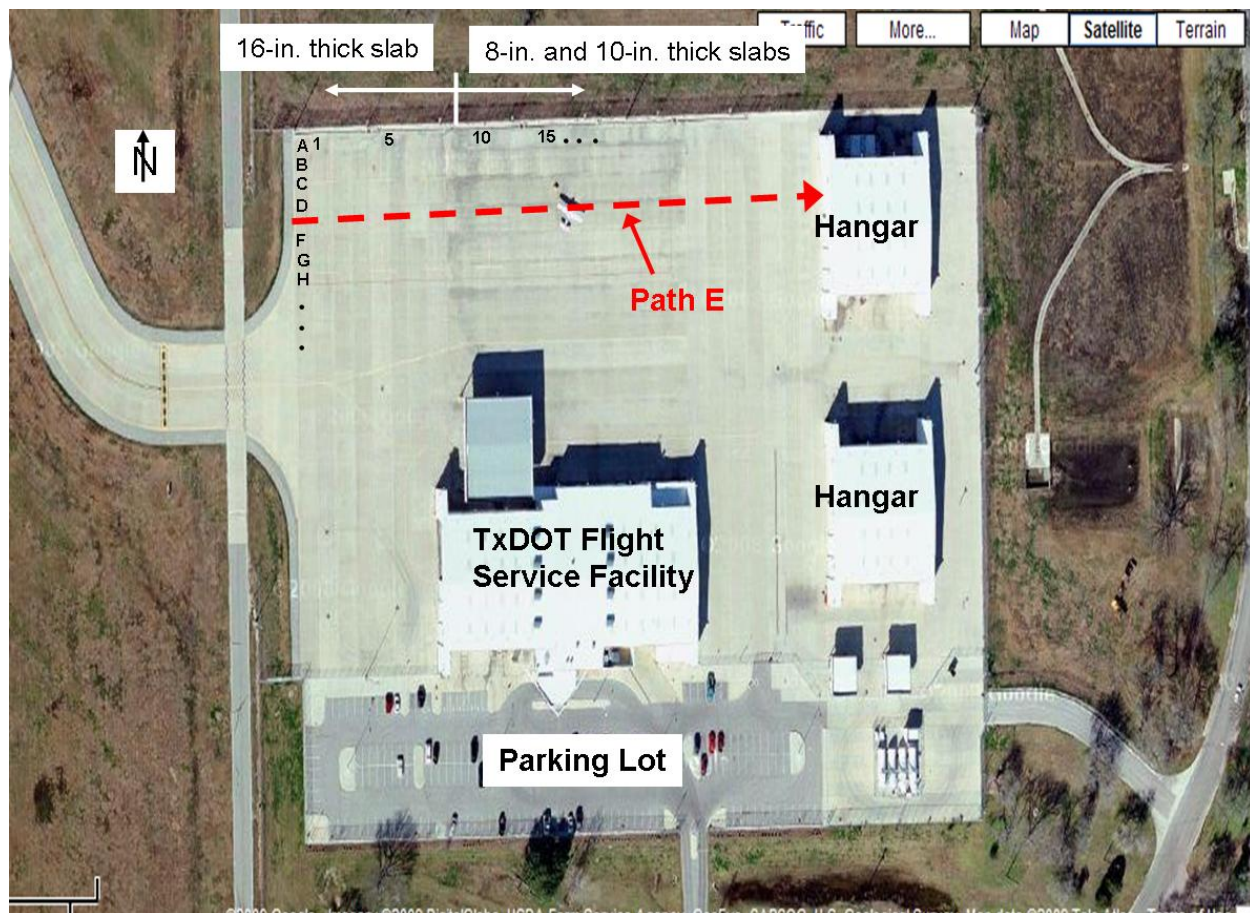 Traffic More... Map Satellite Terrain
16-in. thick slab
8-in. and 10-in. thick slabs
N
1 5 10 15 . . .
A
B
C
D
F
G
H
.
.
.
Hangar
Path E
Hangar
TxDOT Flight
Service Facility
Parking Lot